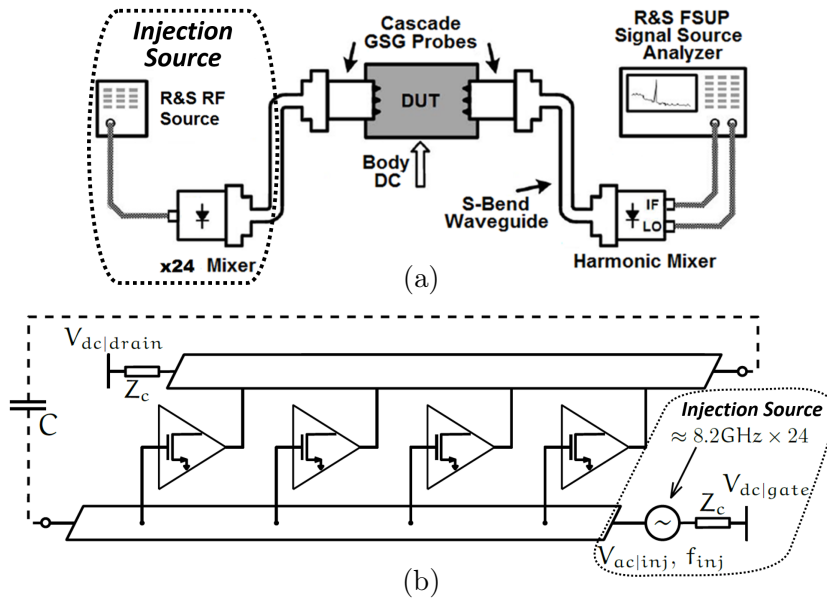 Injection
Source
R&S RF
Source
x24 Mixer
Cascade
GSG Probes
DUT
Body
DC
S-Bend
Waveguide
R&S FSUP
Signal Source
Analyzer
IF
LO
Harmonic Mixer
(a)
V_dc|drain
Z_c
C
Injection Source
≈ 8.2GHz × 24
V_dc|gate
Z_c
~
V_ac|inj, f_inj
(b)